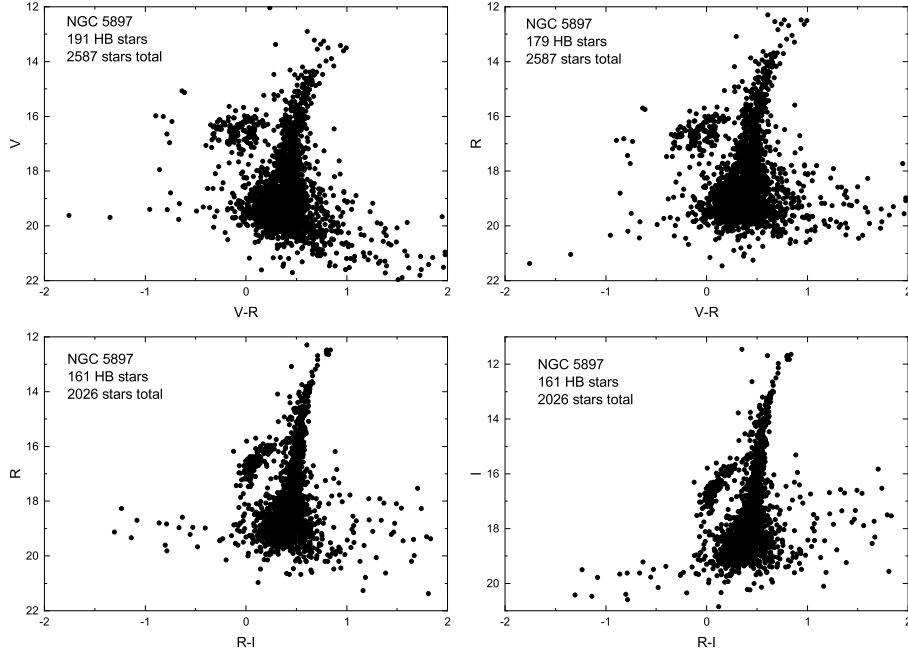 NGC 5897
191 HB stars
2587 stars total
12
14
16
18
20
22
V
-2
-1
0
1
2
V-R
NGC 5897
179 HB stars
2587 stars total
12
14
16
18
20
22
R
-2
-1
0
1
2
V-R
NGC 5897
161 HB stars
2026 stars total
12
14
16
18
20
22
R
-2
-1
0
1
2
R-I
NGC 5897
161 HB stars
2026 stars total
12
14
16
18
20
I
-2
-1
0
1
2
R-I